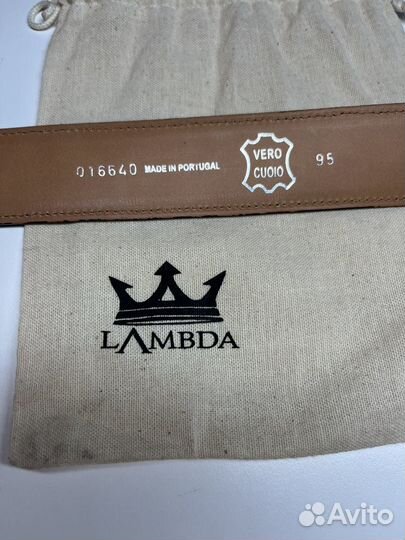 016640 MADE IN PORTUGAL VERO CUOIO 95
LΛMBDA
Avito